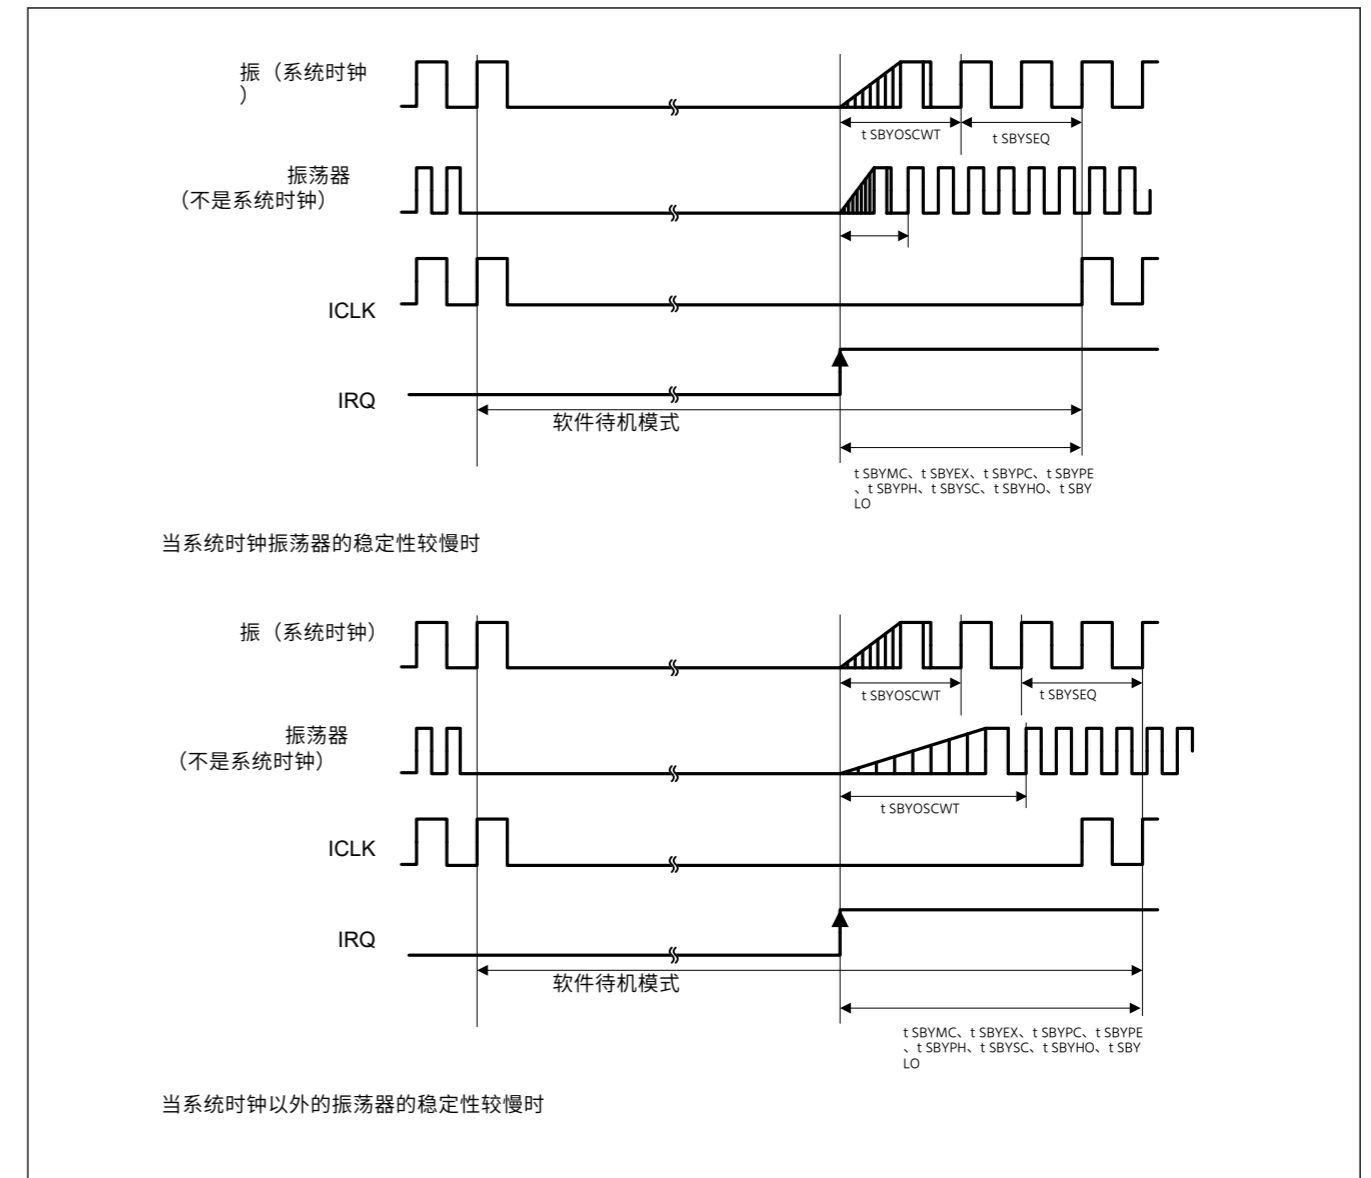 振（系统时钟
）
t SBYOSCWT
t SBYSEQ
振荡器
（不是系统时钟）
ICLK
IRQ
软件待机模式
t SBYMC、t SBYEX、t SBYPC、t SBYPE
、t SBYPH、t SBYSC、t SBYHO、t SBY
LO
当系统时钟振荡器的稳定性较慢时
振（系统时钟）
t SBYOSCWT
t SBYSEQ
振荡器
（不是系统时钟）
t SBYOSCWT
ICLK
IRQ
软件待机模式
t SBYMC、t SBYEX、t SBYPC、t SBYPE
、t SBYPH、t SBYSC、t SBYHO、t SBY
LO
当系统时钟以外的振荡器的稳定性较慢时